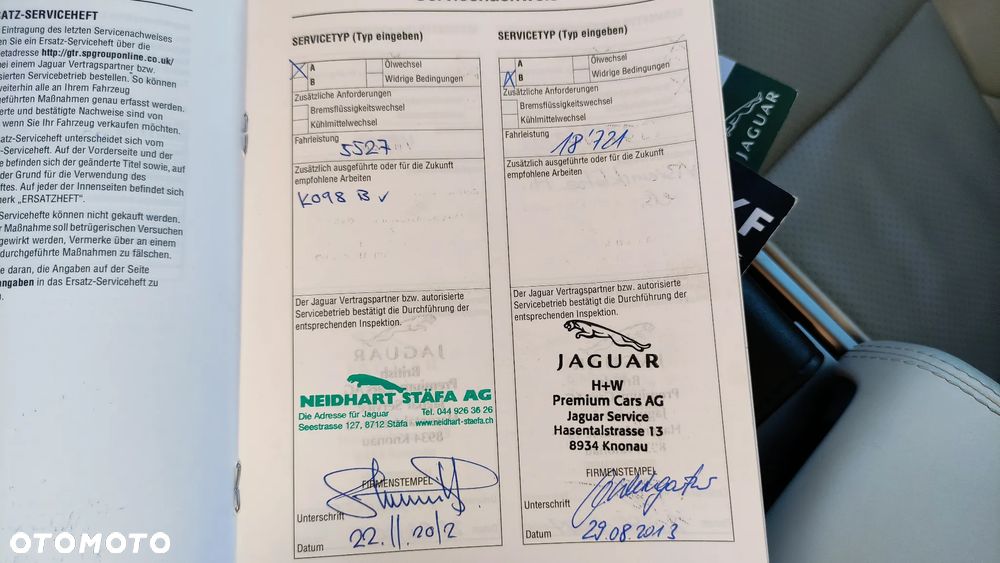 ATZ-SERVICEHEFT
Eintragung des letzten Servicenachweises
en Sie ein Ersatz-Serviceheft über die
etadresse http://gtr.spgrouponline.co.uk/
ei einem Jaguar Vertragspartner bzw.
sierten Servicebetrieb bestellen. So können
weiterhin alle an Ihrem Fahrzeug
geführten Maßnahmen genau erfasst werden.
erte und bestätigte Nachweise sind von
wenn Sie Ihr Fahrzeug verkaufen möchten.
atz-Serviceheft unterscheidet sich vom
-Serviceheft. Auf der Vorderseite und der
e befinden sich der geänderte Titel sowie, auf
der Grund für die Verwendung des
ftes. Auf jeder der Innenseiten befindet sich
merk „ERSATZHEFT".
Servicehefte können nicht gekauft werden.
r Maßnahme soll betrügerischen Versuchen
gewirkt werden, Vermerke über an einem
durchgeführte Maßnahmen zu fälschen.
e daran, die Angaben auf der Seite
angaben in das Ersatz-Serviceheft zu
SERVICETYP (Typ eingeben)
A
B
Ölwechsel
Widrige Bedingungen
Zusätzliche Anforderungen
Bremsflüssigkeitswechsel
Kühlmittelwechsel
Fahrleistung
5527
Zusätzlich ausgeführte oder für die Zukunft
empfohlene Arbeiten
K098 B ✓
Der Jaguar Vertragspartner bzw. autorisierte
Servicebetrieb bestätigt die Durchführung der
entsprechenden Inspektion.
NEIDHART STÄFA AG
Die Adresse für Jaguar Tel. 044 926 36 26
Seestrasse 127, 8712 Stäfa www.neidhart-staefa.ch
FIRMENSTEMPEL
Unterschrift
Datum
22.11.2012
SERVICETYP (Typ eingeben)
A
B
Ölwechsel
Widrige Bedingungen
Zusätzliche Anforderungen
Bremsflüssigkeitswechsel
Kühlmittelwechsel
Fahrleistung
18'721
Zusätzlich ausgeführte oder für die Zukunft
empfohlene Arbeiten
Der Jaguar Vertragspartner bzw. autorisierte
Servicebetrieb bestätigt die Durchführung der
entsprechenden Inspektion.
JAGUAR
H+W
Premium Cars AG
Jaguar Service
Hasentalstrasse 13
8934 Knonau
FIRMENSTEMPEL
Unterschrift
Datum
29.08.2013
JAGUAR
XF
OTOMOTO